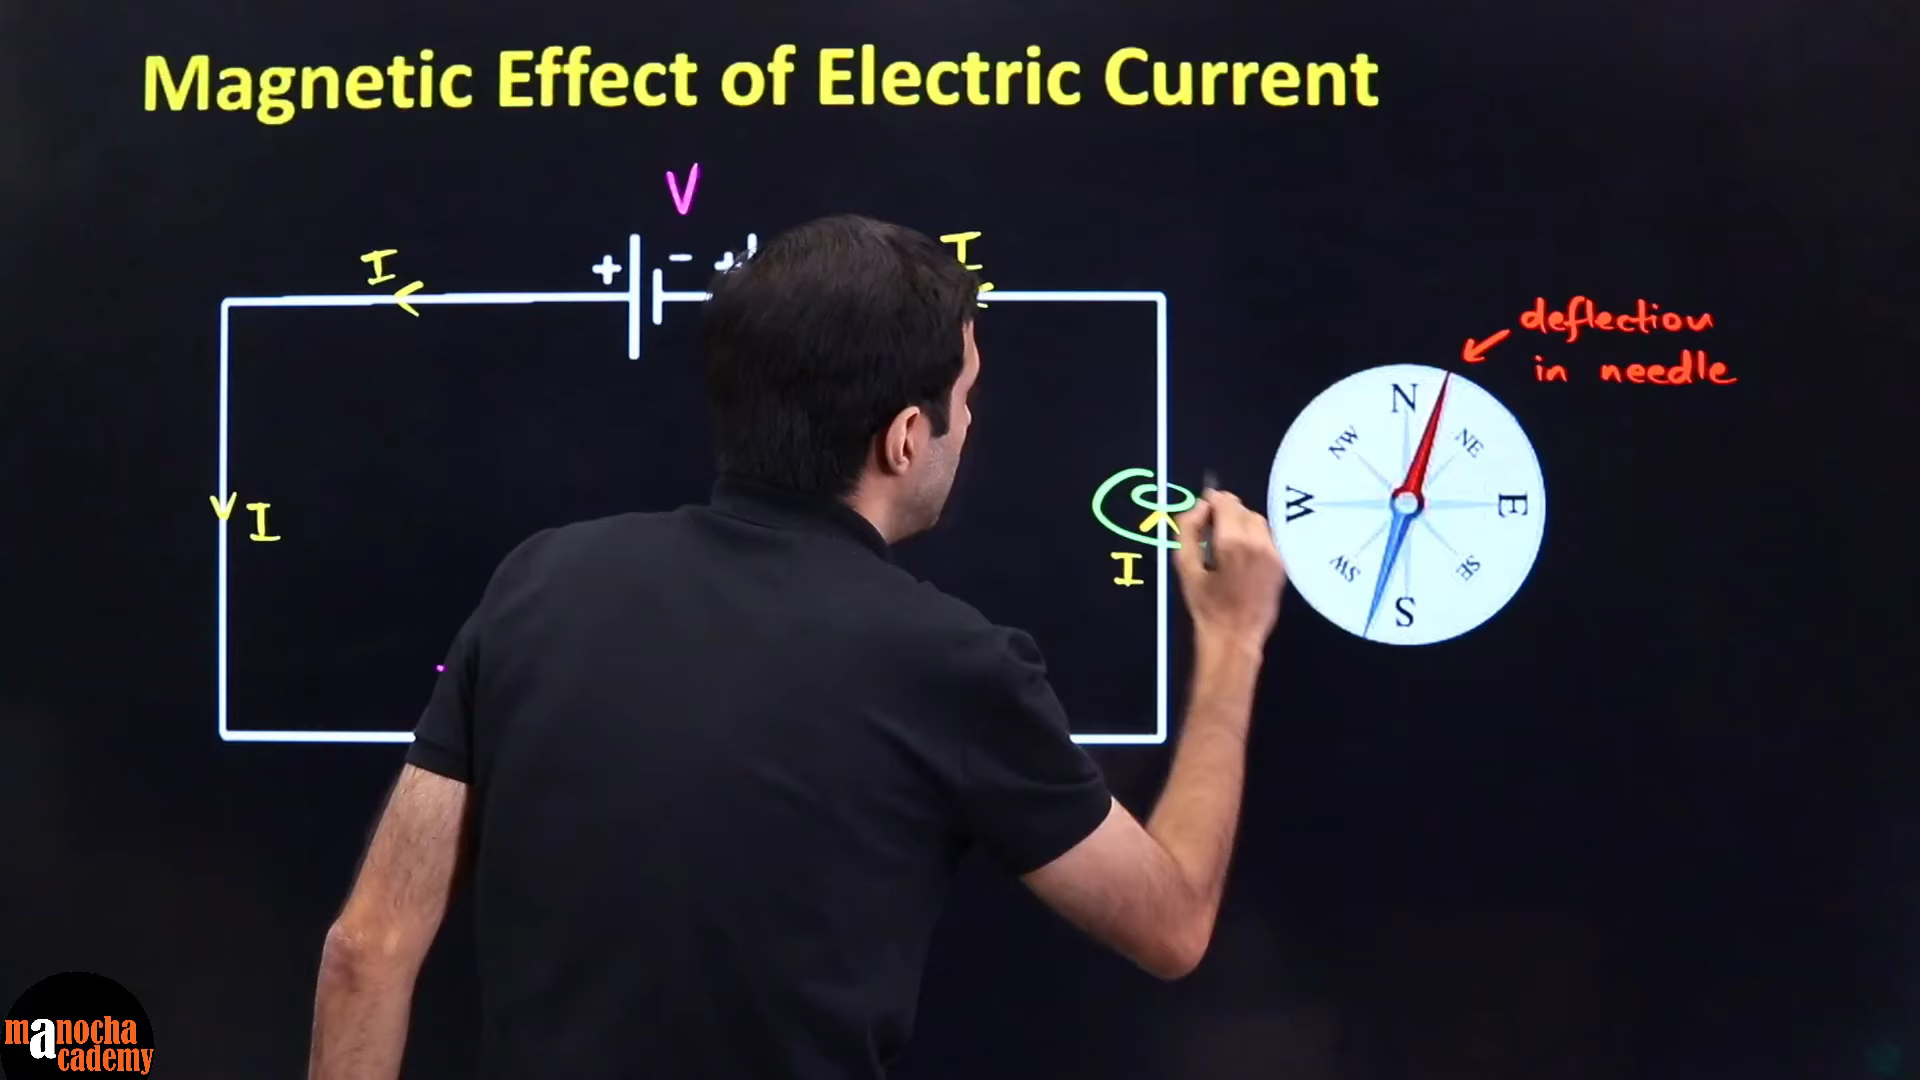 Magnetic Effect of Electric Current
V
I
+
-
+
I
deflection
in needle
N
NW
NE
W
E
I
I
SW
SE
S
manocha
academy